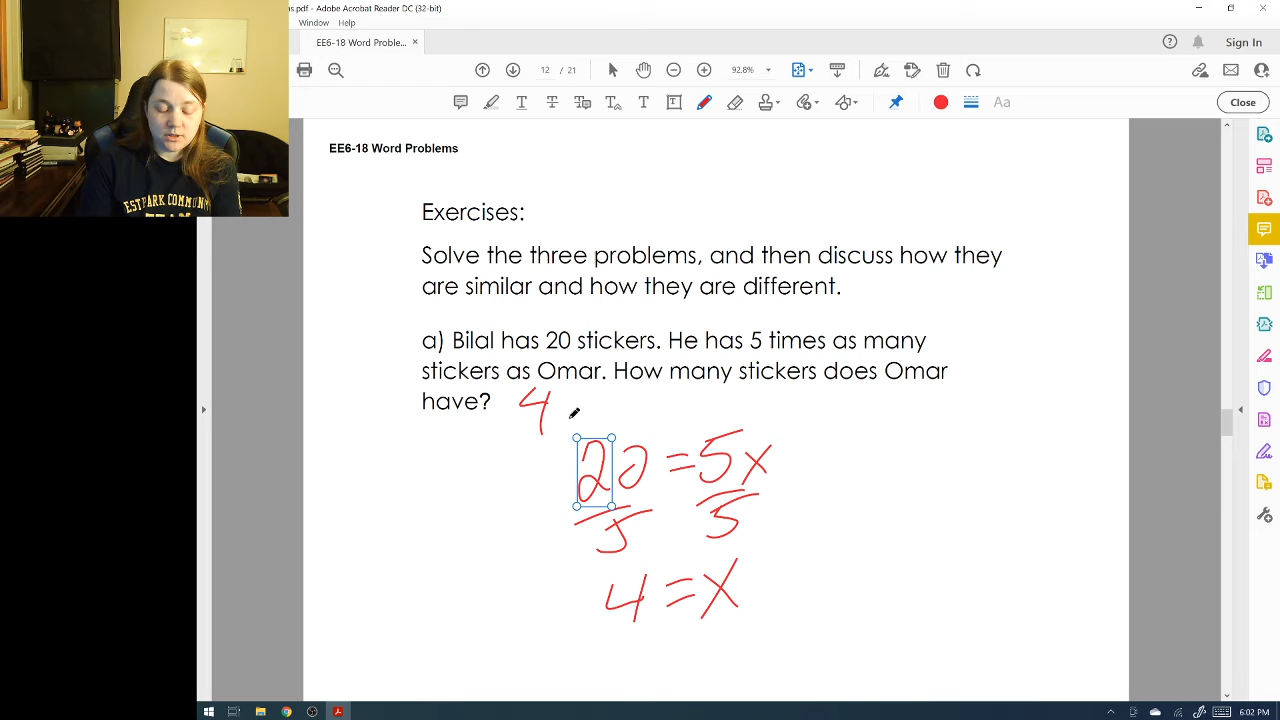 ns.pdf - Adobe Acrobat Reader DC (32-bit)
Window Help
EE6-18 Word Proble... ×
Sign In
12 / 21
92.8%
Aa
Close
EE6-18 Word Problems
Exercises:
Solve the three problems, and then discuss how they
are similar and how they are different.
a) Bilal has 20 stickers. He has 5 times as many
stickers as Omar. How many stickers does Omar
have? 4
20 = 5x
5 5
4 = x
6:02 PM